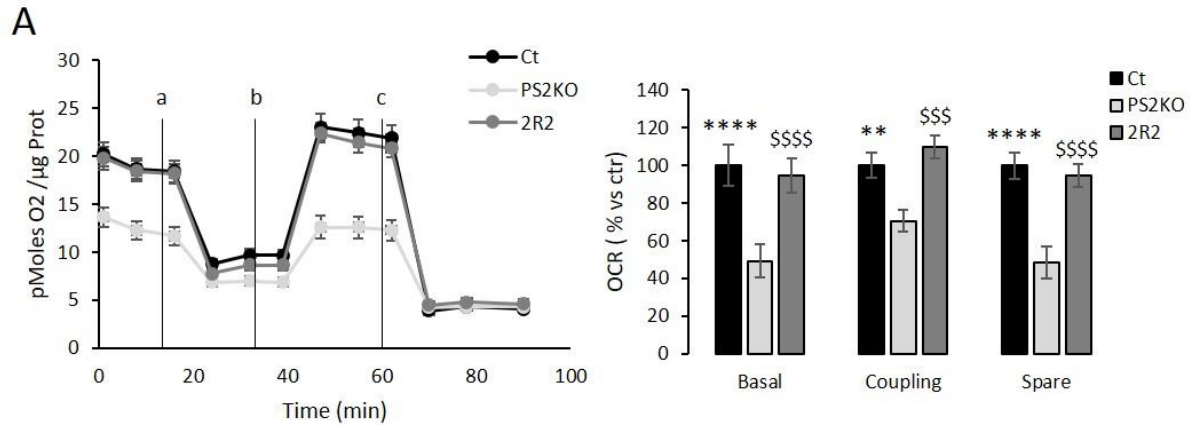 A
pMoles O2 /µg Prot
30
25
20
15
10
5
0
a
b
c
Ct
PS2KO
2R2
0
20
40
60
80
100
Time (min)
OCR ( % vs ctr)
140
120
100
80
60
40
20
0
**** $$$$
** $$$
**** $$$$
Ct
PS2KO
2R2
Basal
Coupling
Spare